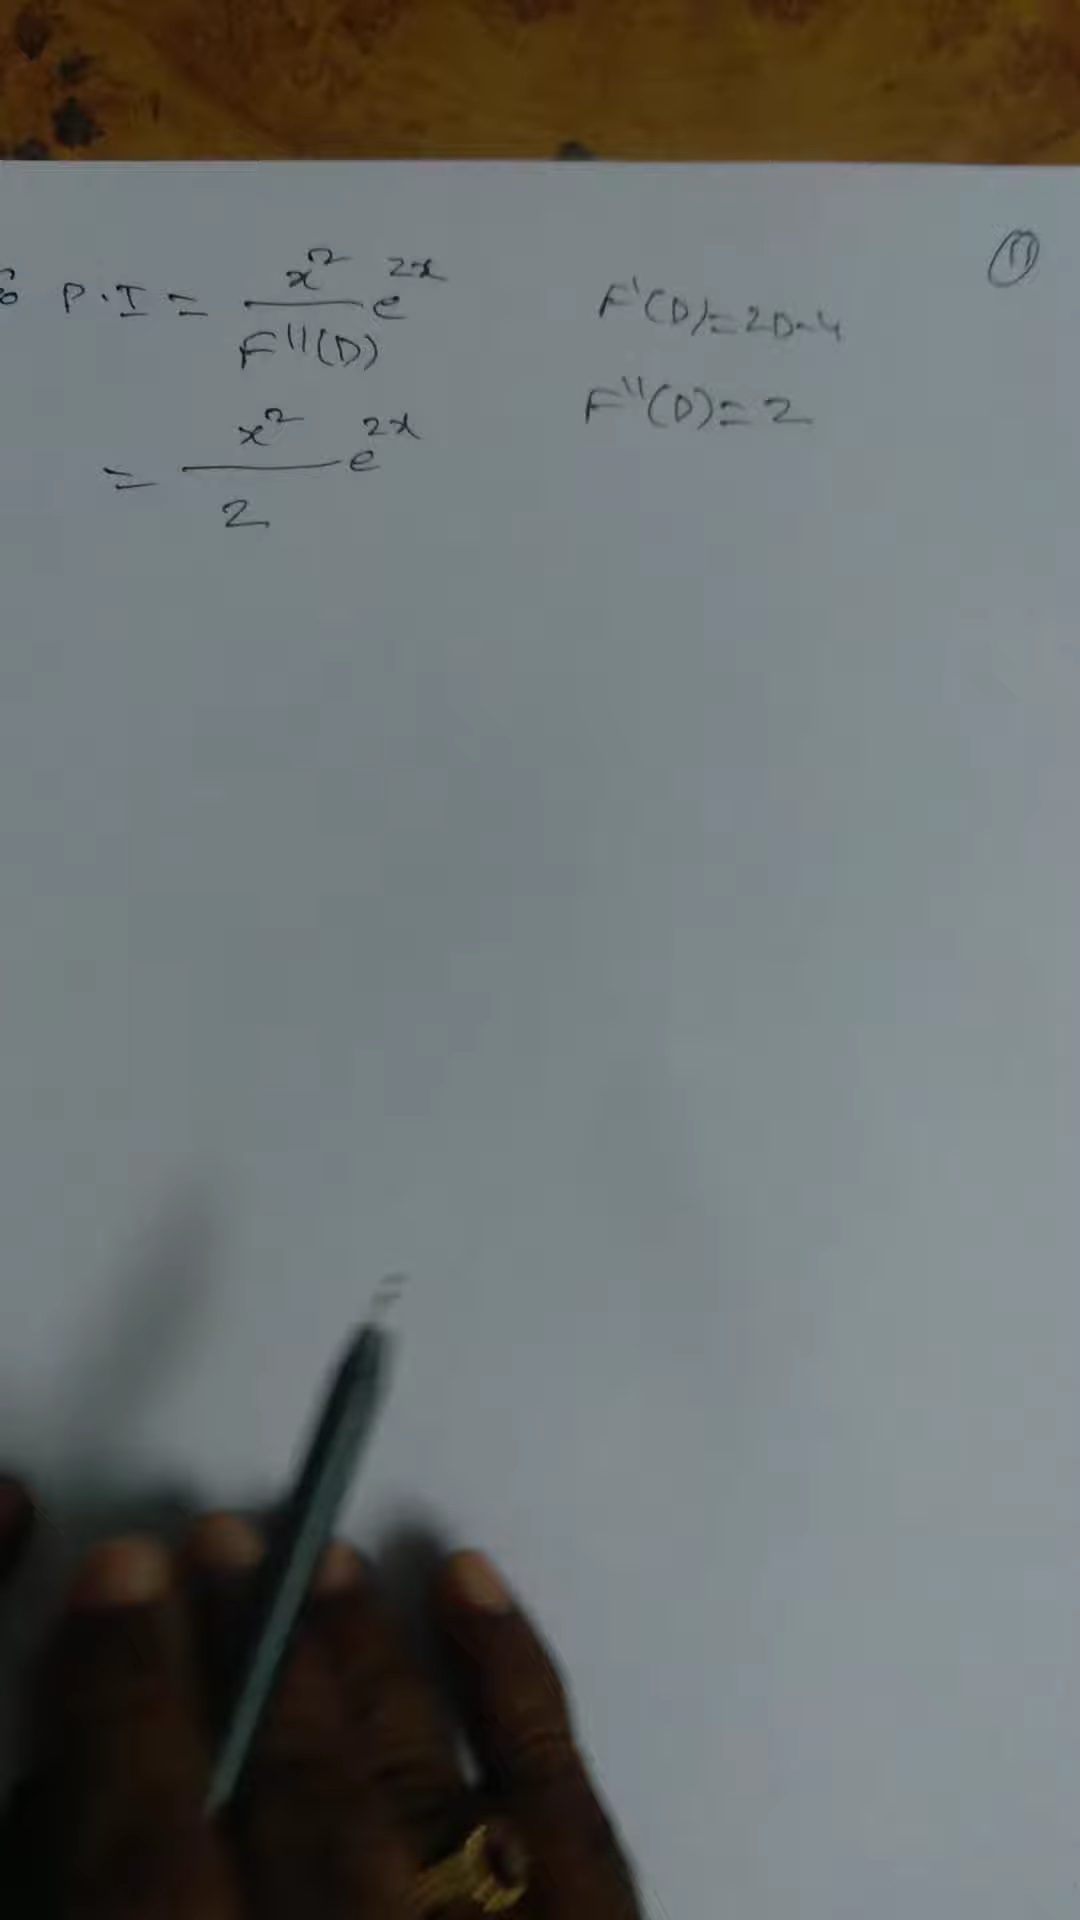 ∴ P.I = x² / F''(D) e^{2x}    F'(D) = 2D-4    (11)
F''(D) = 2
= x² / 2 e^{2x}